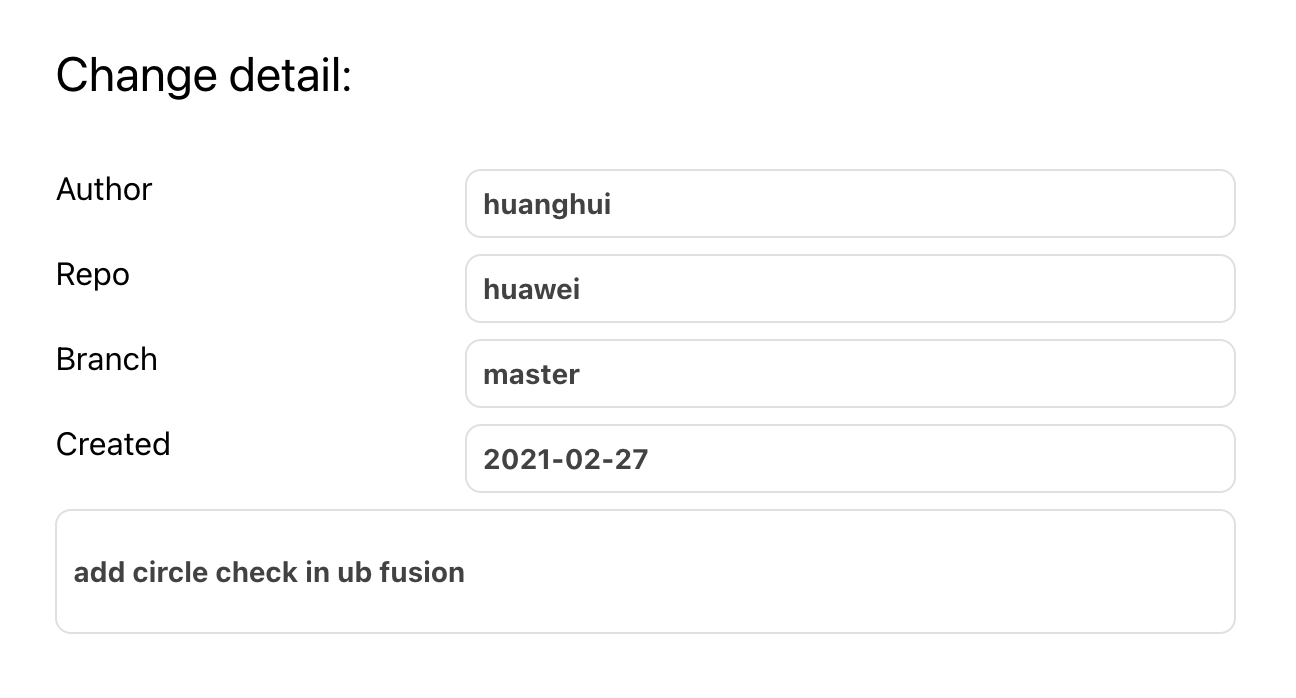 Change detail:
Author
huanghui
Repo
huawei
Branch
master
Created
2021-02-27
add circle check in ub fusion